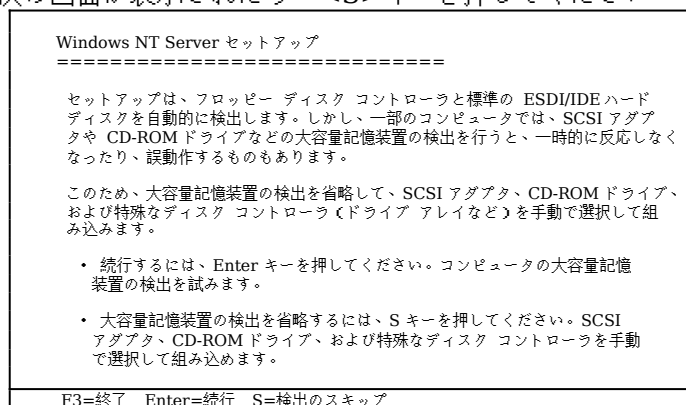 Windows NT Server セットアップ
=============================
セットアップは、フロッピー ディスク コントローラと標準の ESDI/IDE ハード
ディスクを自動的に検出します。しかし、一部のコンピュータでは、SCSI アダプ
タや CD-ROM ドライブなどの大容量記憶装置の検出を行うと、一時的に反応しなく
なったり、誤動作するものもあります。
このため、大容量記憶装置の検出を省略して、SCSI アダプタ、CD-ROM ドライブ、
および特殊なディスク コントローラ (ドライブ アレイなど) を手動で選択して組
み込みます。
・ 続行するには、Enter キーを押してください。コンピュータの大容量記憶
装置の検出を試みます。
・ 大容量記憶装置の検出を省略するには、S キーを押してください。SCSI
アダプタ、CD-ROM ドライブ、および特殊なディスク コントローラを手動
で選択して組み込めます。
F3=終了 Enter=続行 S=検出のスキップ